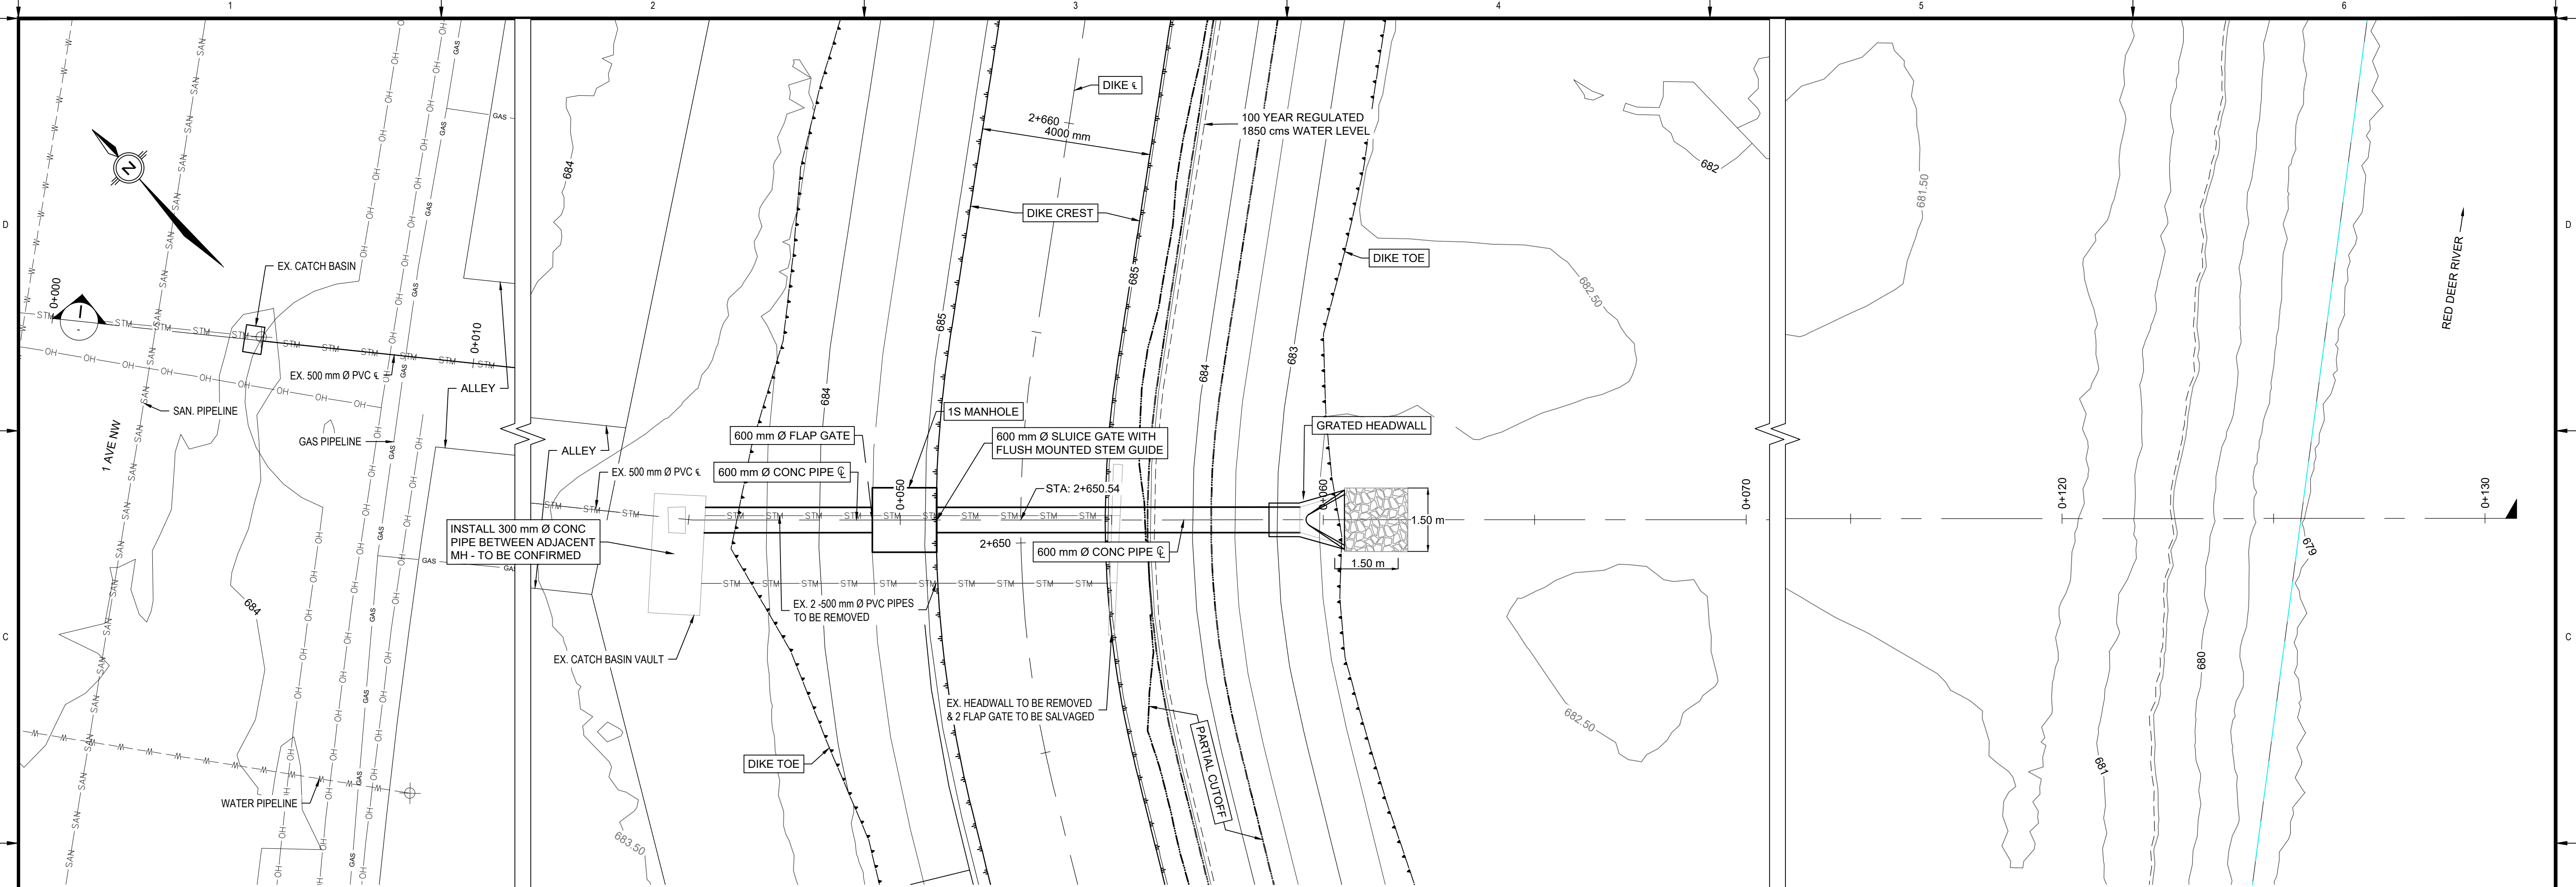 1
2
3
4
5
6
D
D
C
C
DIKE ℄
2+660
4000 mm
100 YEAR REGULATED
1850 cms WATER LEVEL
684
682
681.50
DIKE CREST
DIKE TOE
685
685
682.50
RED DEER RIVER
N
EX. CATCH BASIN
0+000
-
0+010
EX. 500 mm Ø PVC ℄
ALLEY
SAN. PIPELINE
1 AVE NW
GAS PIPELINE
684
684
683
1S MANHOLE
GRATED HEADWALL
600 mm Ø FLAP GATE
600 mm Ø SLUICE GATE WITH
FLUSH MOUNTED STEM GUIDE
ALLEY
EX. 500 mm Ø PVC ℄
600 mm Ø CONC PIPE ℄
0+050
STA: 2+650.54
0+060
0+070
0+120
0+130
1.50 m
1.50 m
INSTALL 300 mm Ø CONC
PIPE BETWEEN ADJACENT
MH - TO BE CONFIRMED
2+650
600 mm Ø CONC PIPE ℄
679
684
EX. 2 -500 mm Ø PVC PIPES
TO BE REMOVED
EX. CATCH BASIN VAULT
680
EX. HEADWALL TO BE REMOVED
& 2 FLAP GATE TO BE SALVAGED
682.50
PARTIAL CUTOFF
DIKE TOE
681
WATER PIPELINE
683.50
W
SAN
OH
GAS
STM